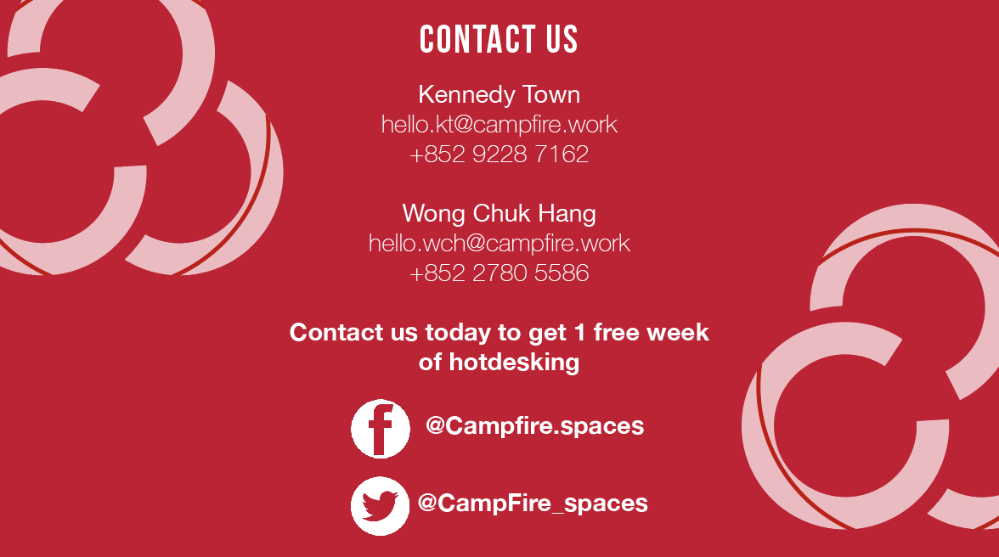 CONTACT US
Kennedy Town
hello.kt@campfire.work
+852 9228 7162
Wong Chuk Hang
hello.wch@campfire.work
+852 2780 5586
Contact us today to get 1 free week
of hotdesking
@Campfire.spaces
@CampFire_spaces